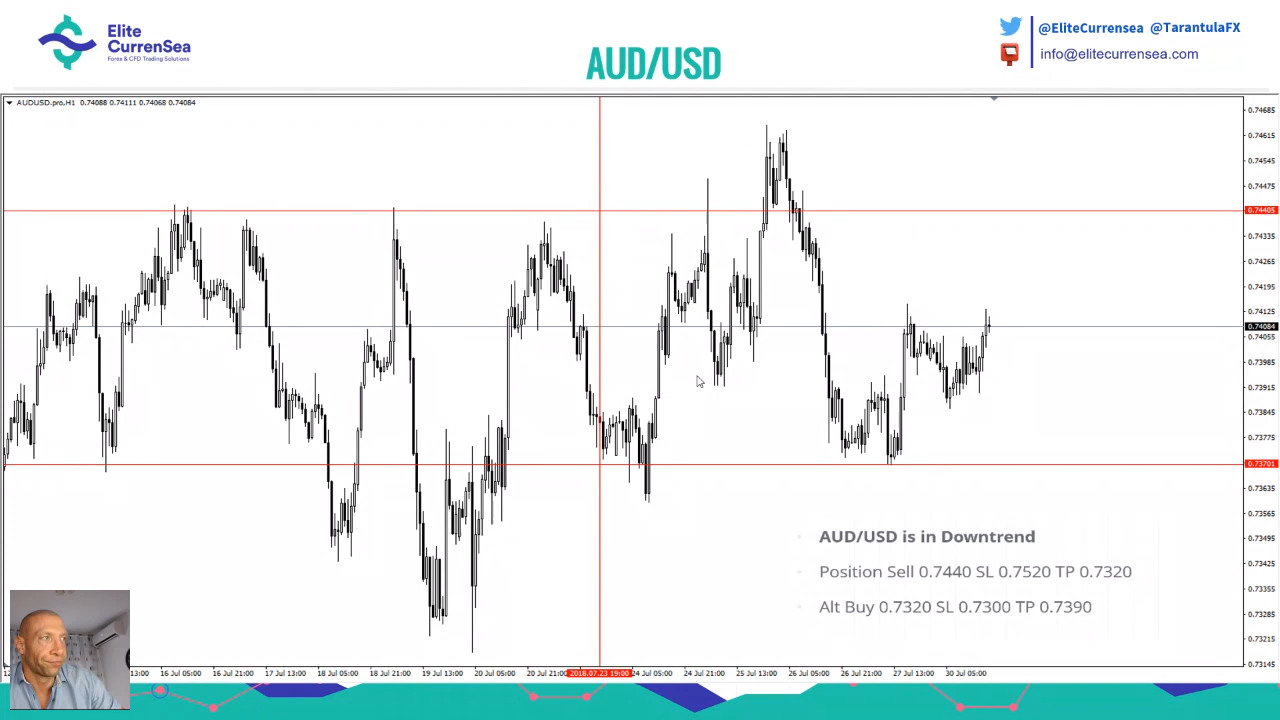 Elite
CurrenSea
Forex & CFD Trading Solutions
AUD/USD
@EliteCurrensea @TarantulaFX
info@elitecurrensea.com
AUDUSD.pro,H1 0.74088 0.74111 0.74068 0.74084
0.74685
0.74615
0.74545
0.74475
0.74405
0.74335
0.74265
0.74195
0.74125
0.74084
0.74055
0.73985
0.73915
0.73845
0.73775
0.73701
0.73635
0.73565
0.73495
0.73425
0.73355
0.73285
0.73215
0.73145
AUD/USD is in Downtrend
Position Sell 0.7440 SL 0.7520 TP 0.7320
Alt Buy 0.7320 SL 0.7300 TP 0.7390
13:00 16 Jul 05:00 16 Jul 21:00 17 Jul 13:00 18 Jul 05:00 18 Jul 21:00 19 Jul 13:00 20 Jul 05:00 20 Jul 21:00 2018.07.23 19:00 24 Jul 05:00 24 Jul 21:00 25 Jul 13:00 26 Jul 05:00 26 Jul 21:00 27 Jul 13:00 30 Jul 05:00